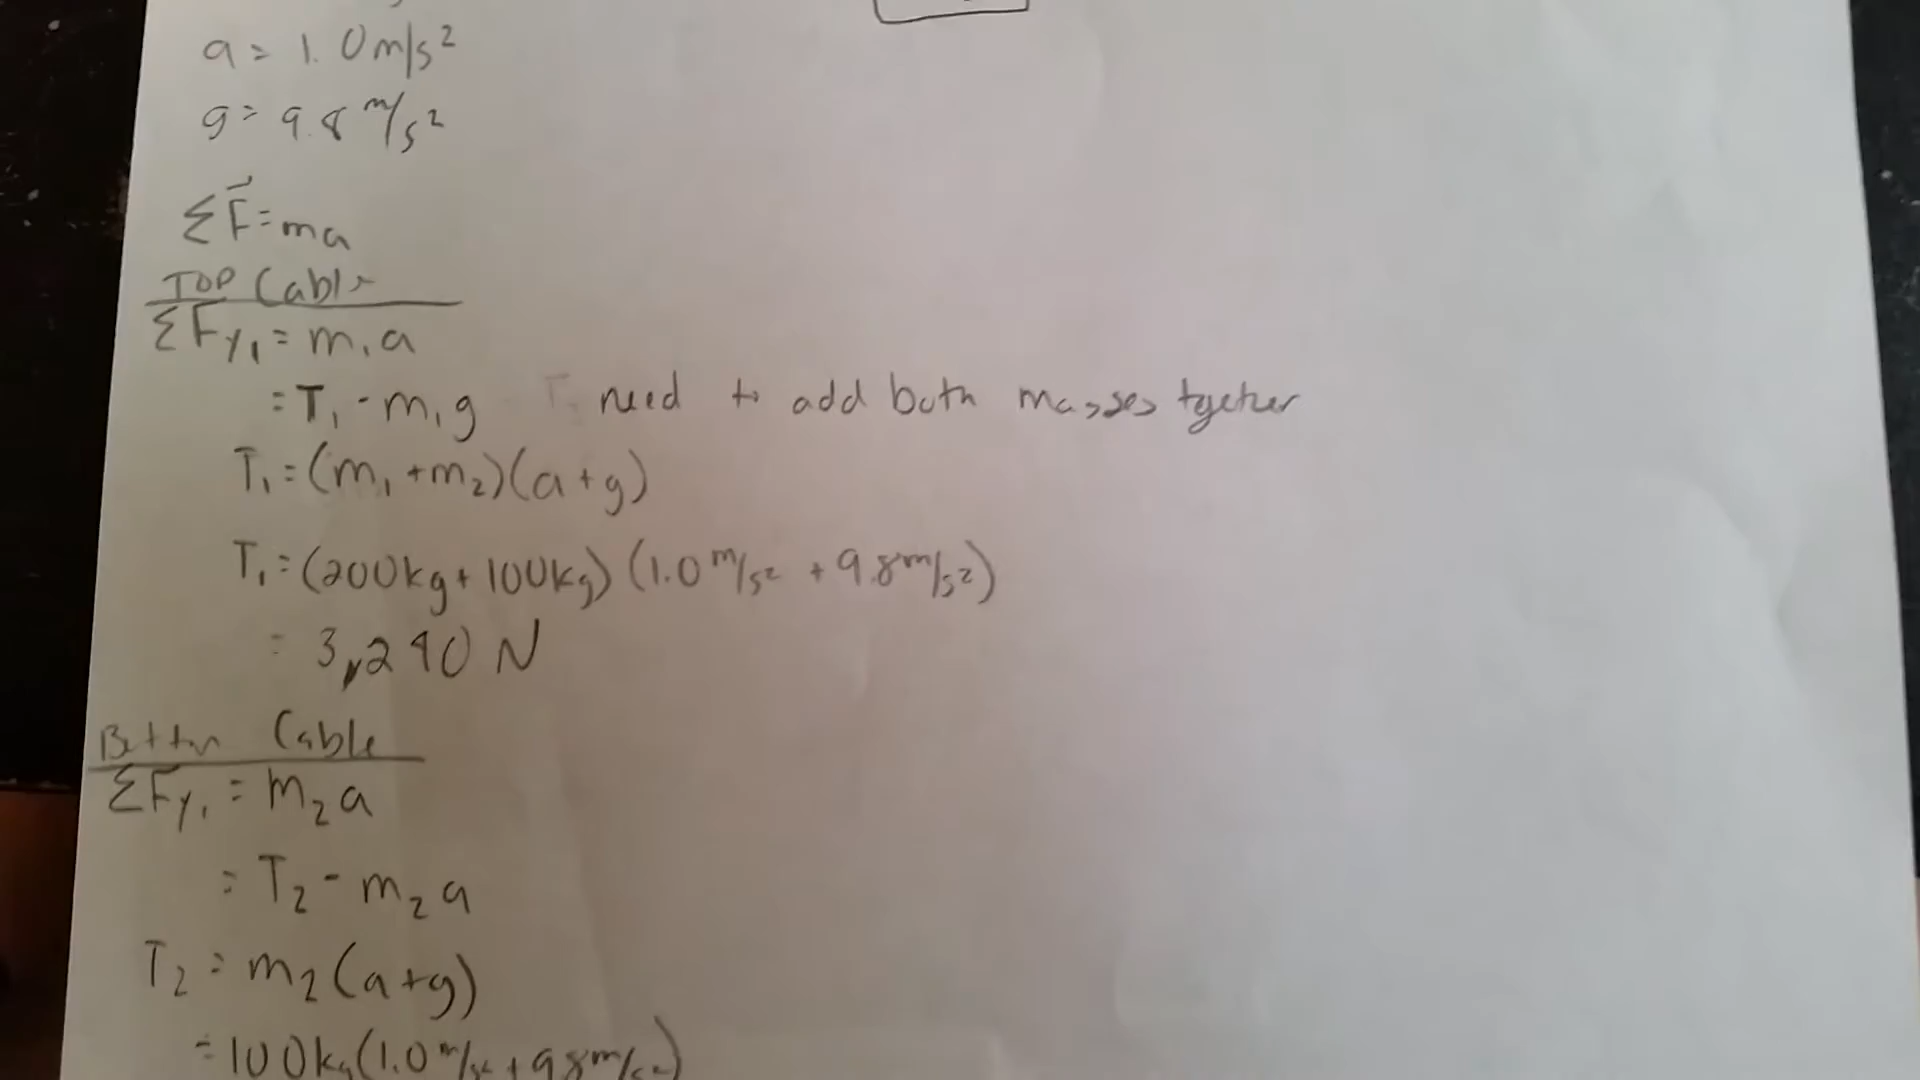 a = 1.0 m/s²
g = 9.8 m/s²
ΣF⃗ = ma
TOP Cable
ΣFy₁ = m₁a
= T₁ - m₁g need to add both masses together
T₁ = (m₁ + m₂)(a + g)
T₁ = (200kg + 100kg) (1.0 m/s² + 9.8 m/s²)
= 3,240 N
Bottom Cable
ΣFy₁ = m₂a
= T₂ - m₂a
T₂ = m₂(a + g)
= 100kg(1.0 m/s² + 9.8 m/s²)